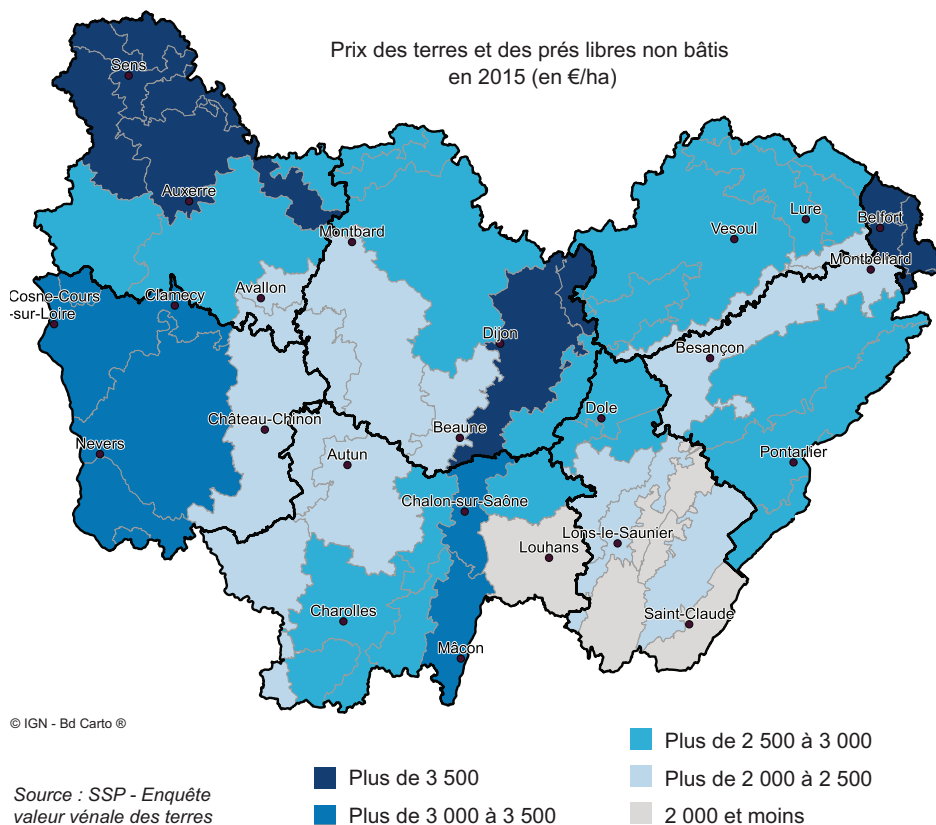 Prix des terres et des prés libres non bâtis
en 2015 (en €/ha)
Sens
Auxerre
Montbard
Vesoul
Lure
Belfort
Montbéliard
Cosne-Cours
-sur-Loire
Clamecy
Avallon
Dijon
Besançon
Château-Chinon
Beaune
Dole
Nevers
Autun
Pontarlier
Chalon-sur-Saône
Lons-le-Saunier
Louhans
Charolles
Saint-Claude
Mâcon
© IGN - Bd Carto ®
Source : SSP - Enquête
valeur vénale des terres
Plus de 3 500
Plus de 3 000 à 3 500
Plus de 2 500 à 3 000
Plus de 2 000 à 2 500
2 000 et moins